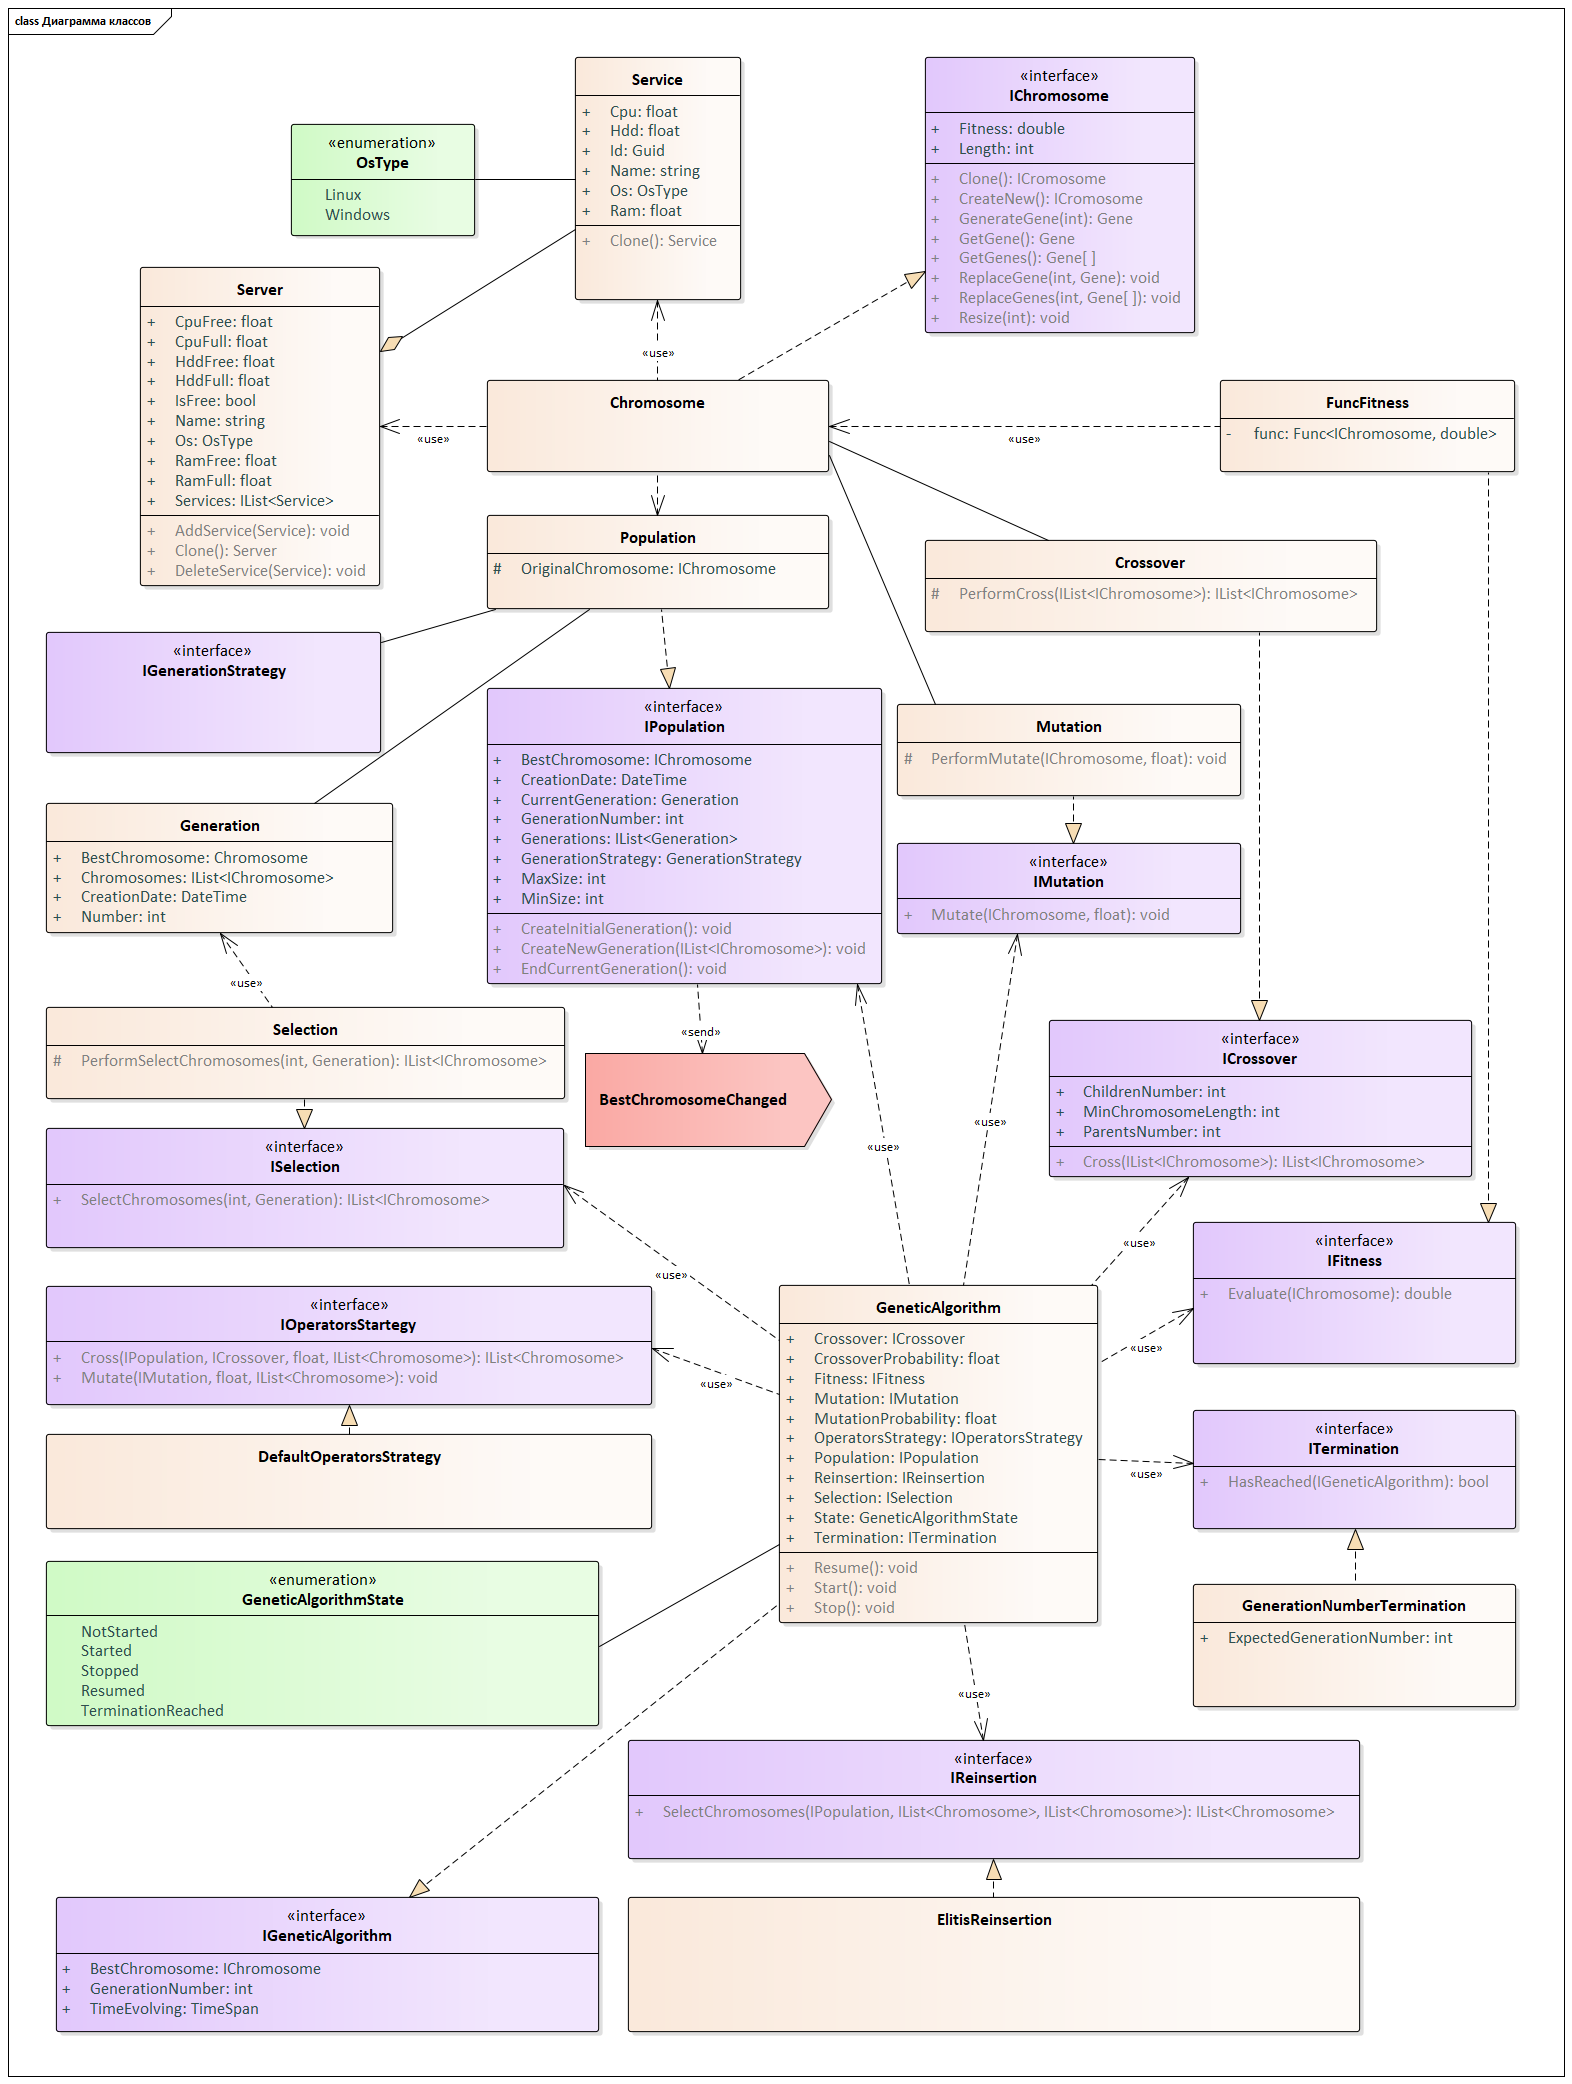 class Диаграмма классов
Service
+ Cpu: float
+ Hdd: float
+ Id: Guid
+ Name: string
+ Os: OsType
+ Ram: float
+ Clone(): Service
«interface»
IChromosome
+ Fitness: double
+ Length: int
+ Clone(): ICromosome
+ CreateNew(): ICromosome
+ GenerateGene(int): Gene
+ GetGene(): Gene
+ GetGenes(): Gene[ ]
+ ReplaceGene(int, Gene): void
+ ReplaceGenes(int, Gene[ ]): void
+ Resize(int): void
«enumeration»
OsType
Linux
Windows
Server
+ CpuFree: float
+ CpuFull: float
+ HddFree: float
+ HddFull: float
+ IsFree: bool
+ Name: string
+ Os: OsType
+ RamFree: float
+ RamFull: float
+ Services: IList<Service>
+ AddService(Service): void
+ Clone(): Server
+ DeleteService(Service): void
«use»
Chromosome
«use»
«use»
FuncFitness
- func: Func<IChromosome, double>
Population
# OriginalChromosome: IChromosome
Crossover
# PerformCross(IList<IChromosome>): IList<IChromosome>
«interface»
IGenerationStrategy
«interface»
IPopulation
+ BestChromosome: IChromosome
+ CreationDate: DateTime
+ CurrentGeneration: Generation
+ GenerationNumber: int
+ Generations: IList<Generation>
+ GenerationStrategy: GenerationStrategy
+ MaxSize: int
+ MinSize: int
+ CreateInitialGeneration(): void
+ CreateNewGeneration(IList<IChromosome>): void
+ EndCurrentGeneration(): void
Mutation
# PerformMutate(IChromosome, float): void
Generation
+ BestChromosome: Chromosome
+ Chromosomes: IList<IChromosome>
+ CreationDate: DateTime
+ Number: int
«interface»
IMutation
+ Mutate(IChromosome, float): void
«use»
Selection
# PerformSelectChromosomes(int, Generation): IList<IChromosome>
«send»
BestChromosomeChanged
«interface»
ICrossover
+ ChildrenNumber: int
+ MinChromosomeLength: int
+ ParentsNumber: int
+ Cross(IList<IChromosome>): IList<IChromosome>
«interface»
ISelection
+ SelectChromosomes(int, Generation): IList<IChromosome>
«use»
«use»
«use»
«use»
«interface»
IFitness
+ Evaluate(IChromosome): double
«interface»
IOperatorsStartegy
+ Cross(IPopulation, ICrossover, float, IList<Chromosome>): IList<Chromosome>
+ Mutate(IMutation, float, IList<Chromosome>): void
«use»
«use»
GeneticAlgorithm
+ Crossover: ICrossover
+ CrossoverProbability: float
+ Fitness: IFitness
+ Mutation: IMutation
+ MutationProbability: float
+ OperatorsStrategy: IOperatorsStrategy
+ Population: IPopulation
+ Reinsertion: IReinsertion
+ Selection: ISelection
+ State: GeneticAlgorithmState
+ Termination: ITermination
+ Resume(): void
+ Start(): void
+ Stop(): void
DefaultOperatorsStrategy
«interface»
ITermination
+ HasReached(IGeneticAlgorithm): bool
«use»
«enumeration»
GeneticAlgorithmState
NotStarted
Started
Stopped
Resumed
TerminationReached
GenerationNumberTermination
+ ExpectedGenerationNumber: int
«use»
«interface»
IReinsertion
+ SelectChromosomes(IPopulation, IList<Chromosome>, IList<Chromosome>): IList<Chromosome>
«interface»
IGeneticAlgorithm
+ BestChromosome: IChromosome
+ GenerationNumber: int
+ TimeEvolving: TimeSpan
ElitisReinsertion